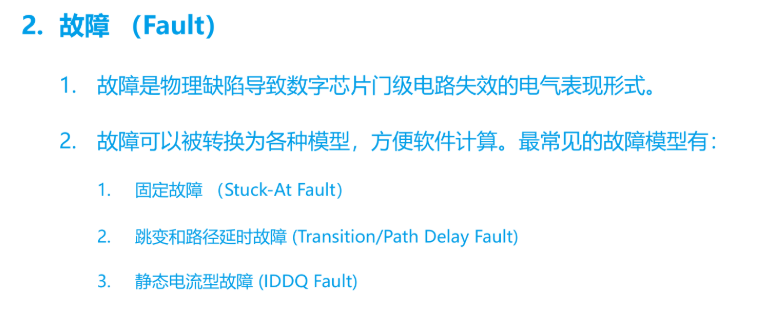 2. 故障 （Fault）
1. 故障是物理缺陷导致数字芯片门级电路失效的电气表现形式。
2. 故障可以被转换为各种模型，方便软件计算。最常见的故障模型有：
1. 固定故障 （Stuck-At Fault）
2. 跳变和路径延时故障 (Transition/Path Delay Fault)
3. 静态电流型故障 (IDDQ Fault)